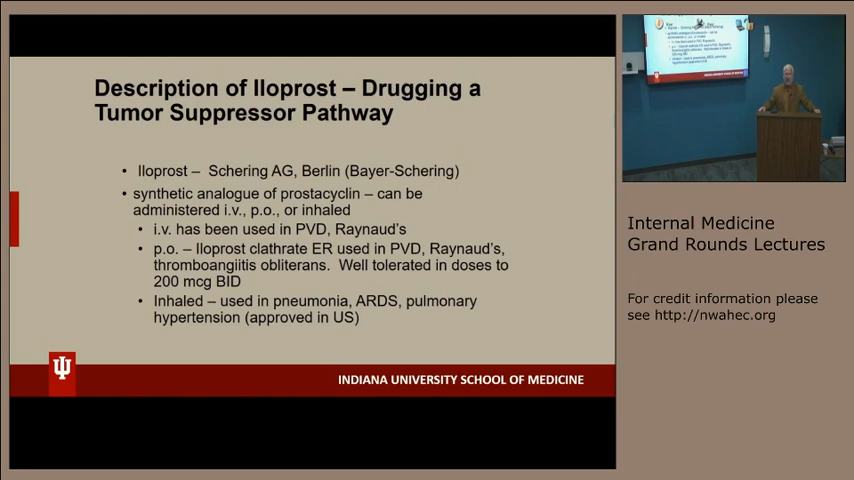 Description of Iloprost – Drugging a
Tumor Suppressor Pathway
• Iloprost – Schering AG, Berlin (Bayer-Schering)
• synthetic analogue of prostacyclin – can be
administered i.v., p.o., or inhaled
• i.v. has been used in PVD, Raynaud's
• p.o. – Iloprost clathrate ER used in PVD, Raynaud's,
thromboangiitis obliterans. Well tolerated in doses to
200 mcg BID
• Inhaled – used in pneumonia, ARDS, pulmonary
hypertension (approved in US)
INDIANA UNIVERSITY SCHOOL OF MEDICINE
Internal Medicine
Grand Rounds Lectures
For credit information please
see http://nwahec.org